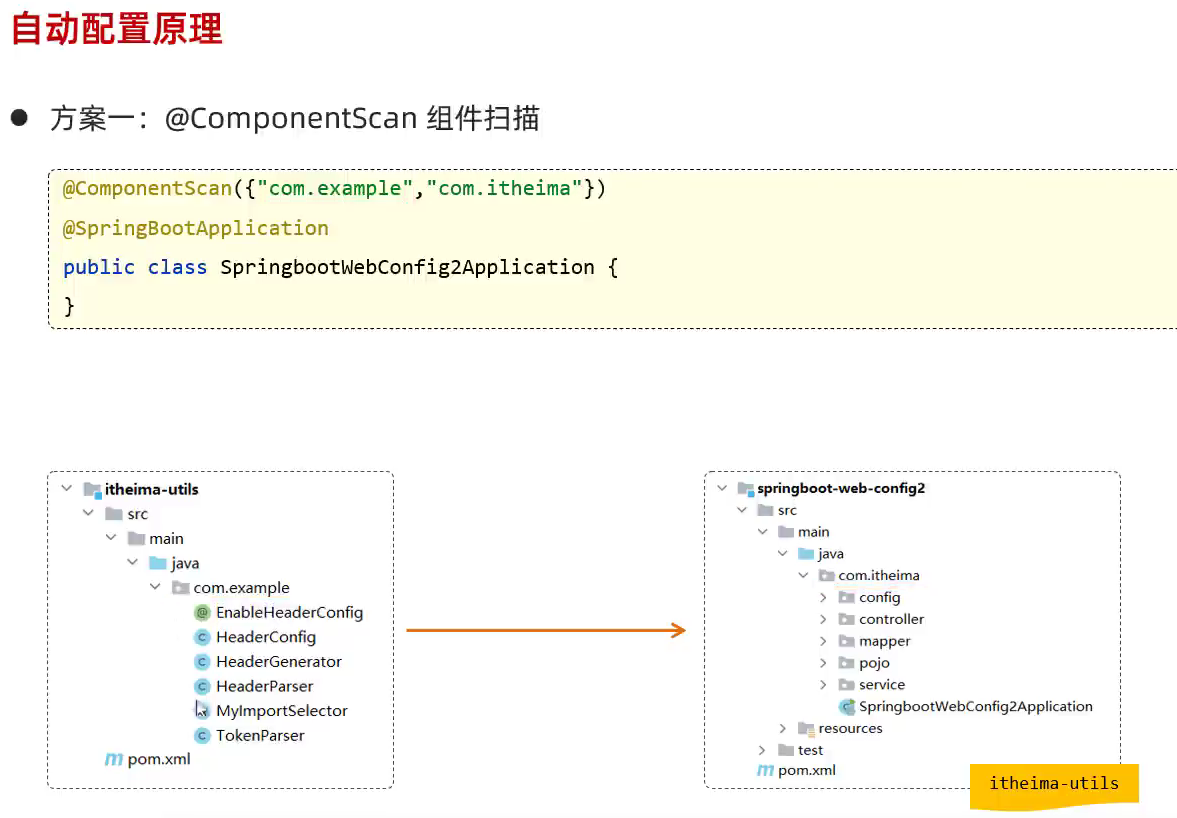 自动配置原理
● 方案一：@ComponentScan 组件扫描
@ComponentScan({"com.example","com.itheima"})
@SpringBootApplication
public class SpringbootWebConfig2Application {
}
itheima-utils
src
main
java
com.example
EnableHeaderConfig
HeaderConfig
HeaderGenerator
HeaderParser
MyImportSelector
TokenParser
pom.xml
springboot-web-config2
src
main
java
com.itheima
config
controller
mapper
pojo
service
SpringbootWebConfig2Application
resources
test
pom.xml
itheima-utils